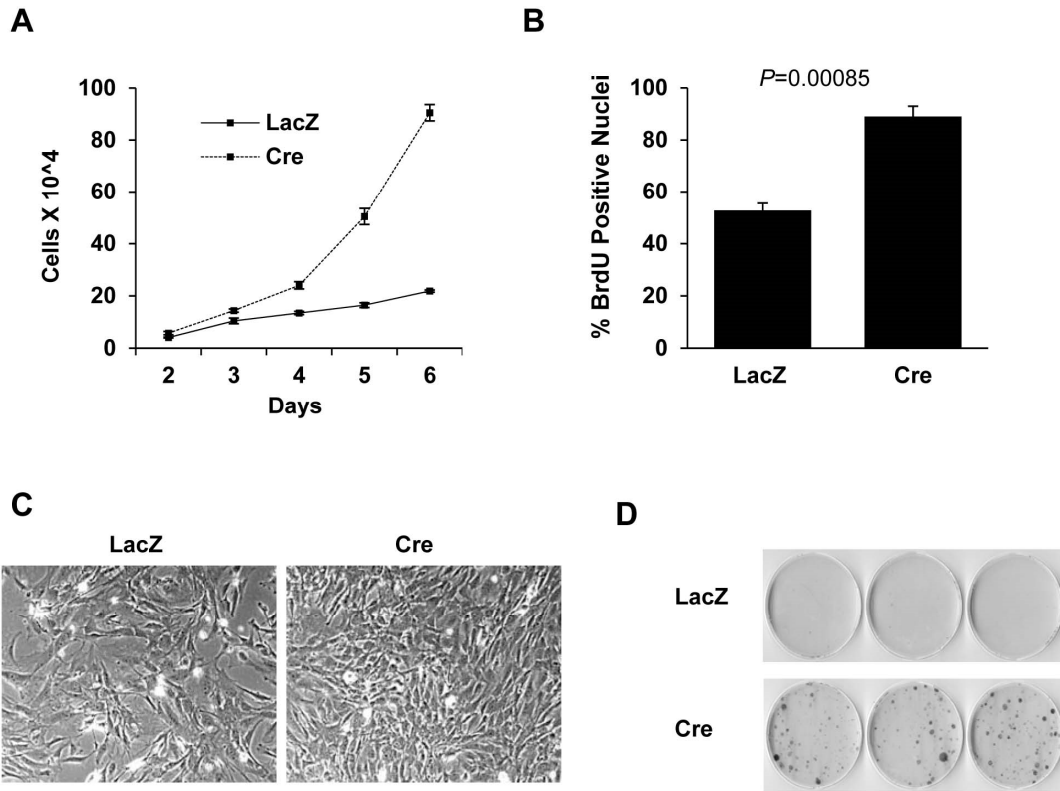 A
Cells X 10^4
100
80
60
40
20
0
LacZ
Cre
2 3 4 5 6
Days
B
P=0.00085
% BrdU Positive Nuclei
100
80
60
40
20
0
LacZ Cre
C
LacZ Cre
D
LacZ
Cre